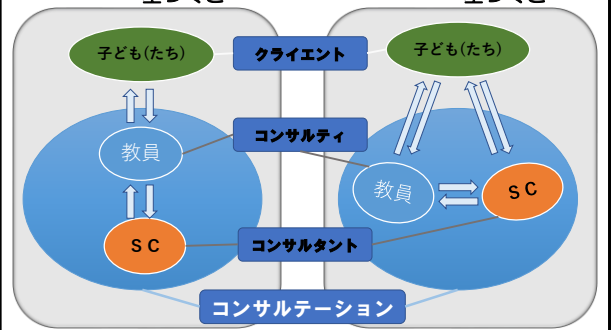 子ども(たち)
クライエント
子ども(たち)
コンサルティ
教員
教員
ＳＣ
ＳＣ
コンサルタント
コンサルテーション